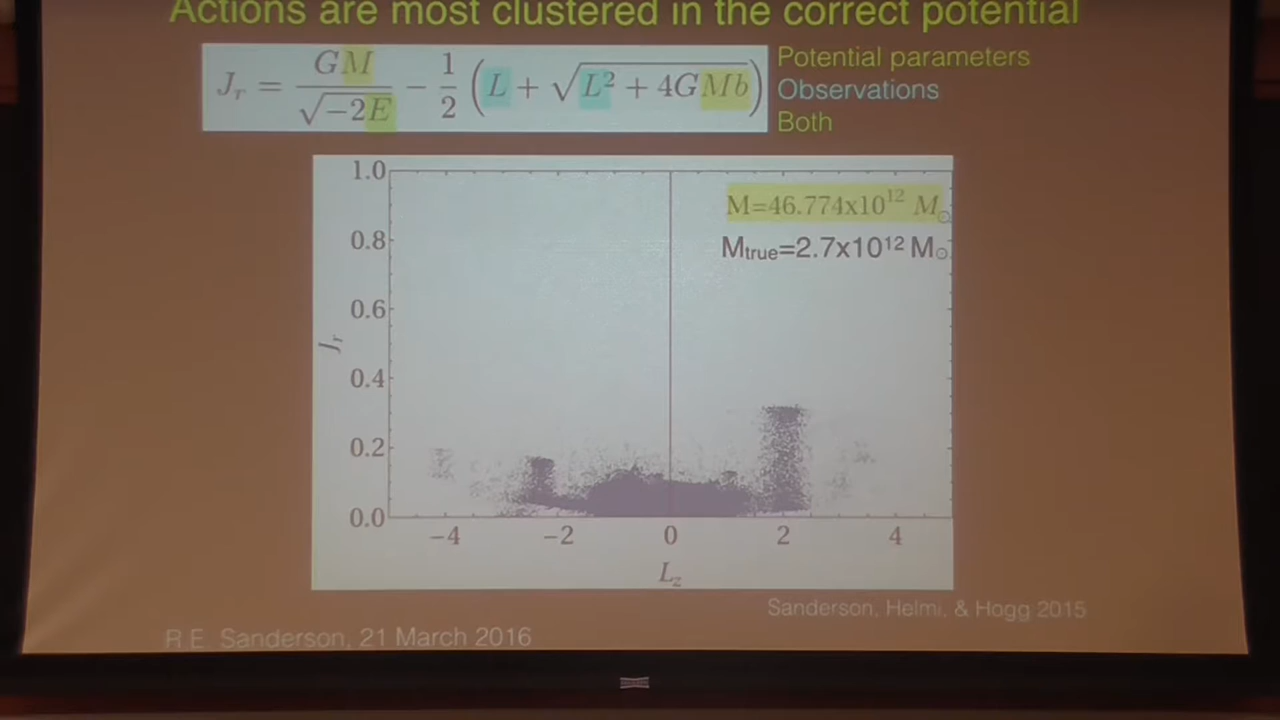 Actions are most clustered in the correct potential
J_r = GM / √(−2E) − 1/2 (L + √(L² + 4GMb))
Potential parameters
Observations
Both
M=46.774x10¹² M☉
Mtrue=2.7x10¹² M☉
1.0
0.8
0.6
0.4
0.2
0.0
J_r
−4 −2 0 2 4
L_z
Sanderson, Helmi, & Hogg 2015
R.E. Sanderson, 21 March 2016